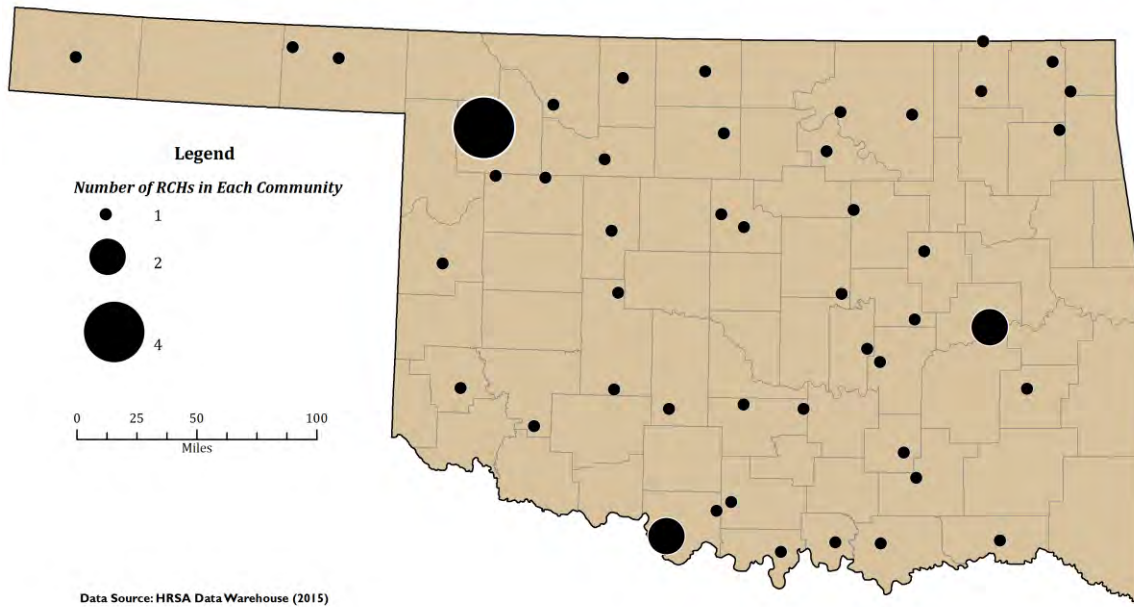 Legend
Number of RCHs in Each Community
1
2
4
0 25 50 100
Miles
Data Source: HRSA Data Warehouse (2015)